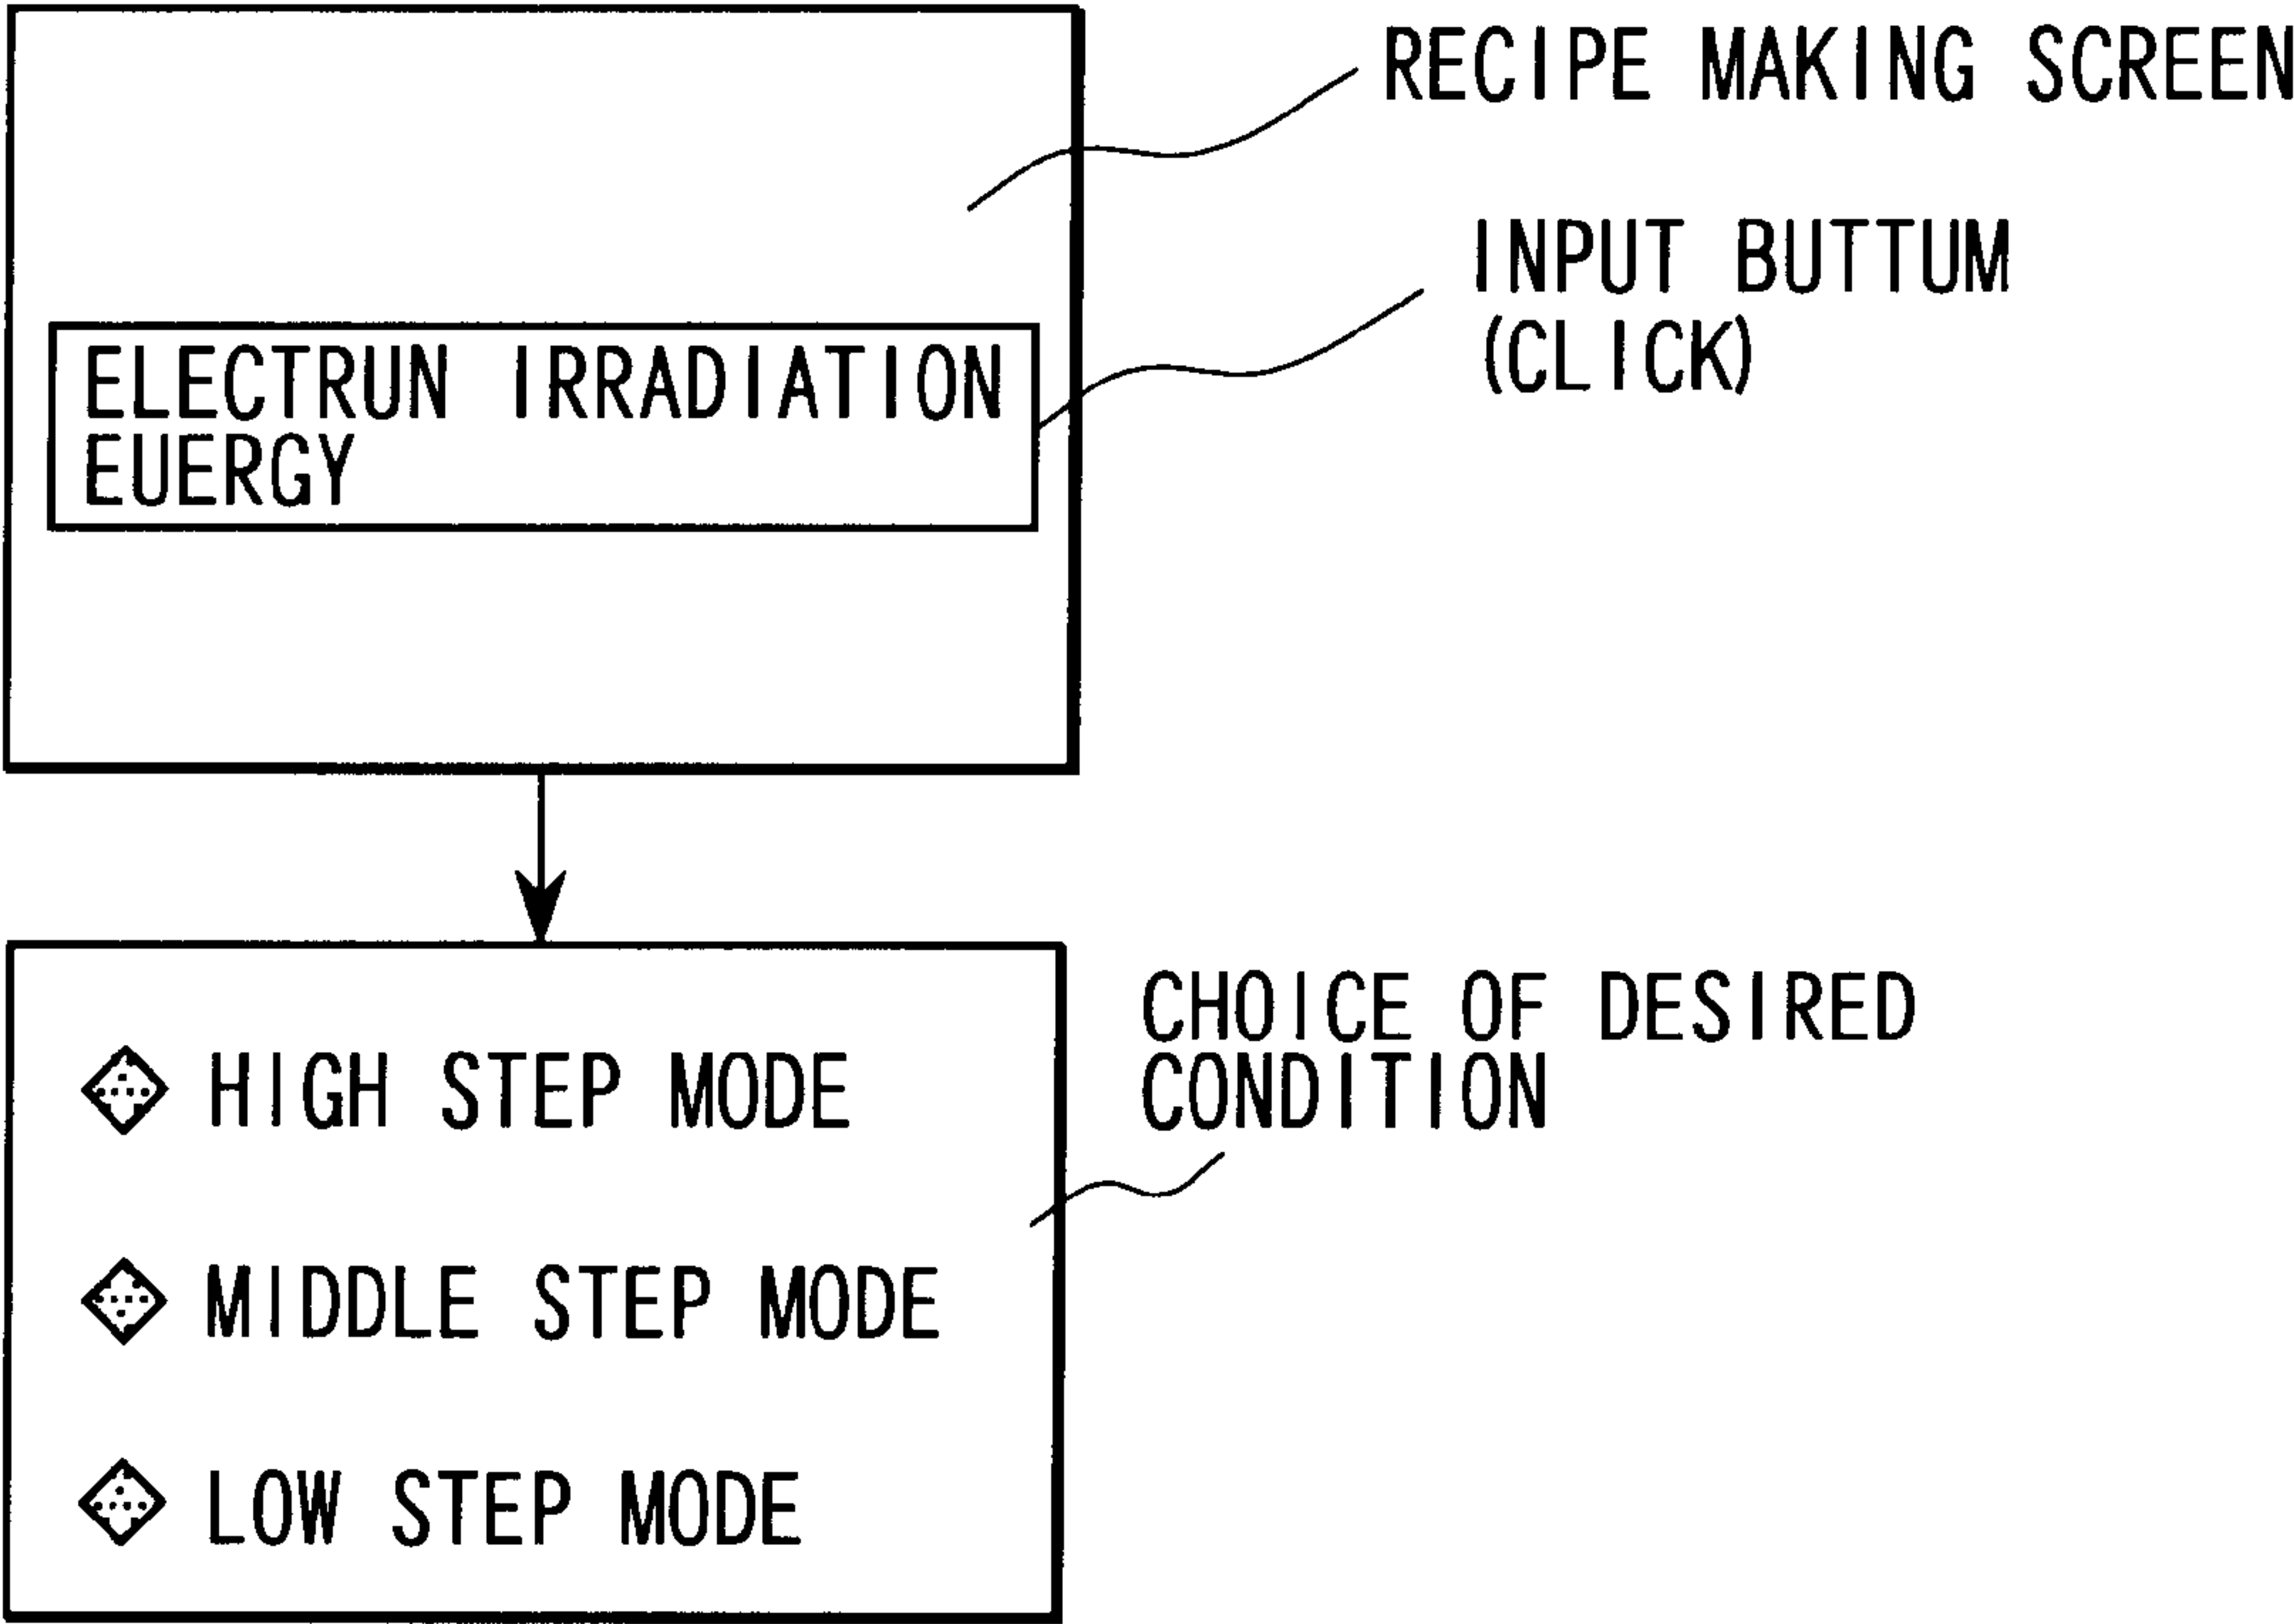 RECIPE MAKING SCREEN
INPUT BUTTUM
(CLICK)
ELECTRUN IRRADIATION
EUERGY
CHOICE OF DESIRED
CONDITION
HIGH STEP MODE
MIDDLE STEP MODE
LOW STEP MODE